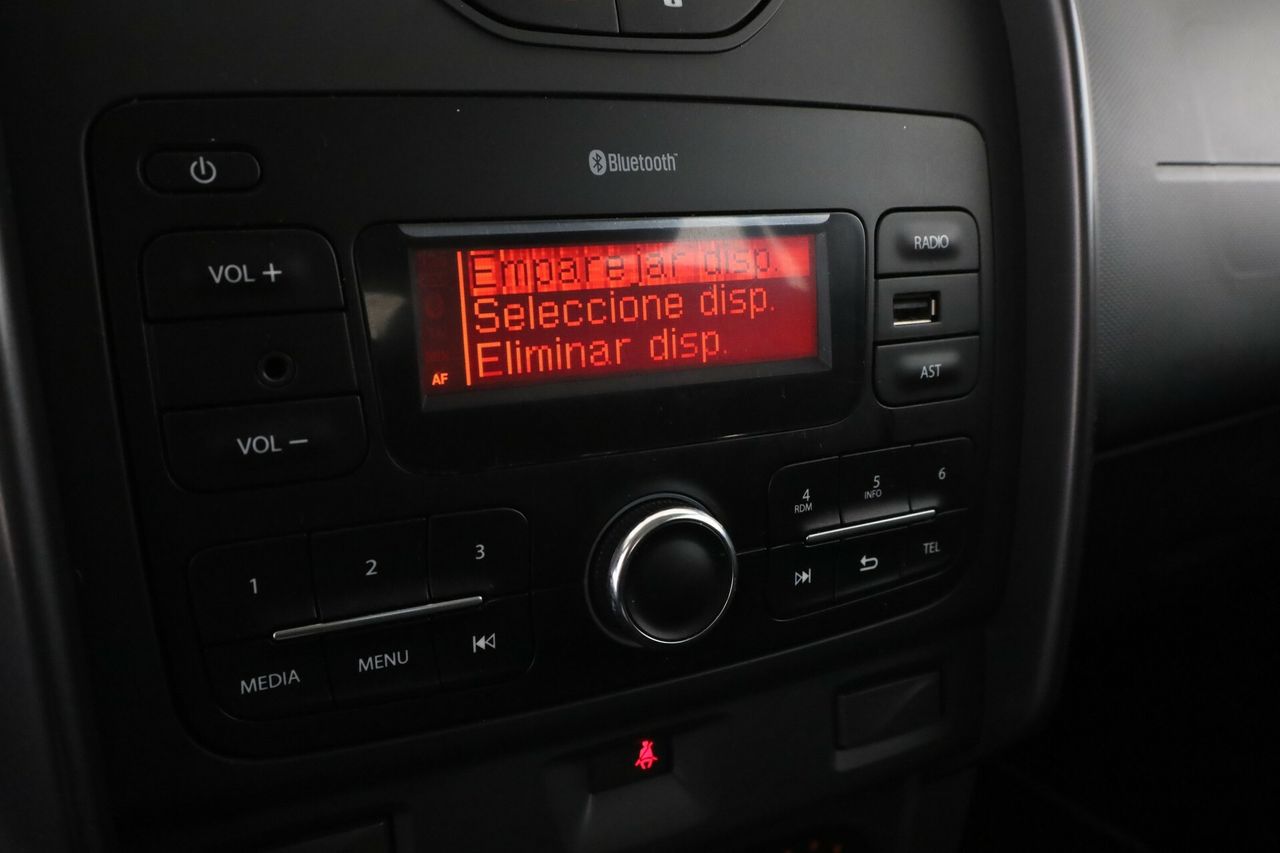 Bluetooth
VOL +
VOL −
Emparejar disp.
Seleccione disp.
Eliminar disp.
AF
RADIO
AST
1
2
3
MEDIA
MENU
4
RDM
5
INFO
6
TEL